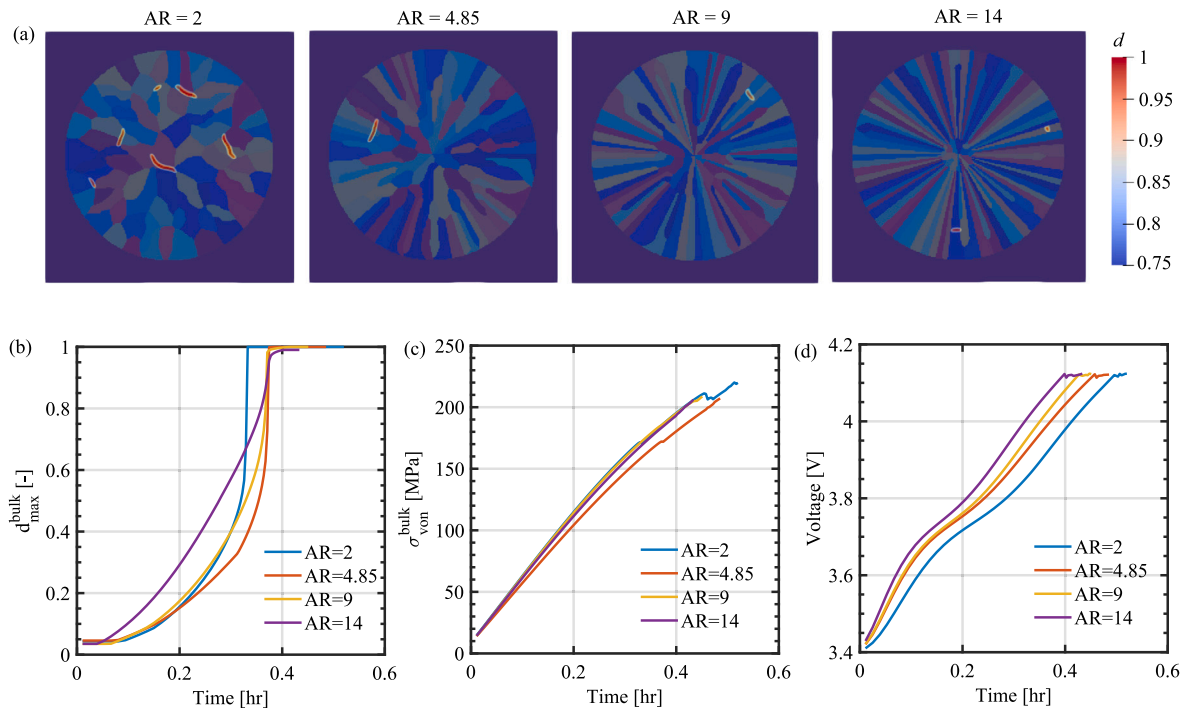 AR = 2 AR = 4.85 AR = 9 AR = 14
(a)
d
1
0.95
0.9
0.85
0.8
0.75
(b)
1
0.8
0.6
0.4
0.2
0
d_max^bulk [-]
AR=2
AR=4.85
AR=9
AR=14
0 0.2 0.4 0.6
Time [hr]
(c)
250
200
150
100
50
0
σ_von^bulk [MPa]
AR=2
AR=4.85
AR=9
AR=14
0 0.2 0.4 0.6
Time [hr]
(d)
4.2
4
3.8
3.6
3.4
Voltage [V]
AR=2
AR=4.85
AR=9
AR=14
0 0.2 0.4 0.6
Time [hr]